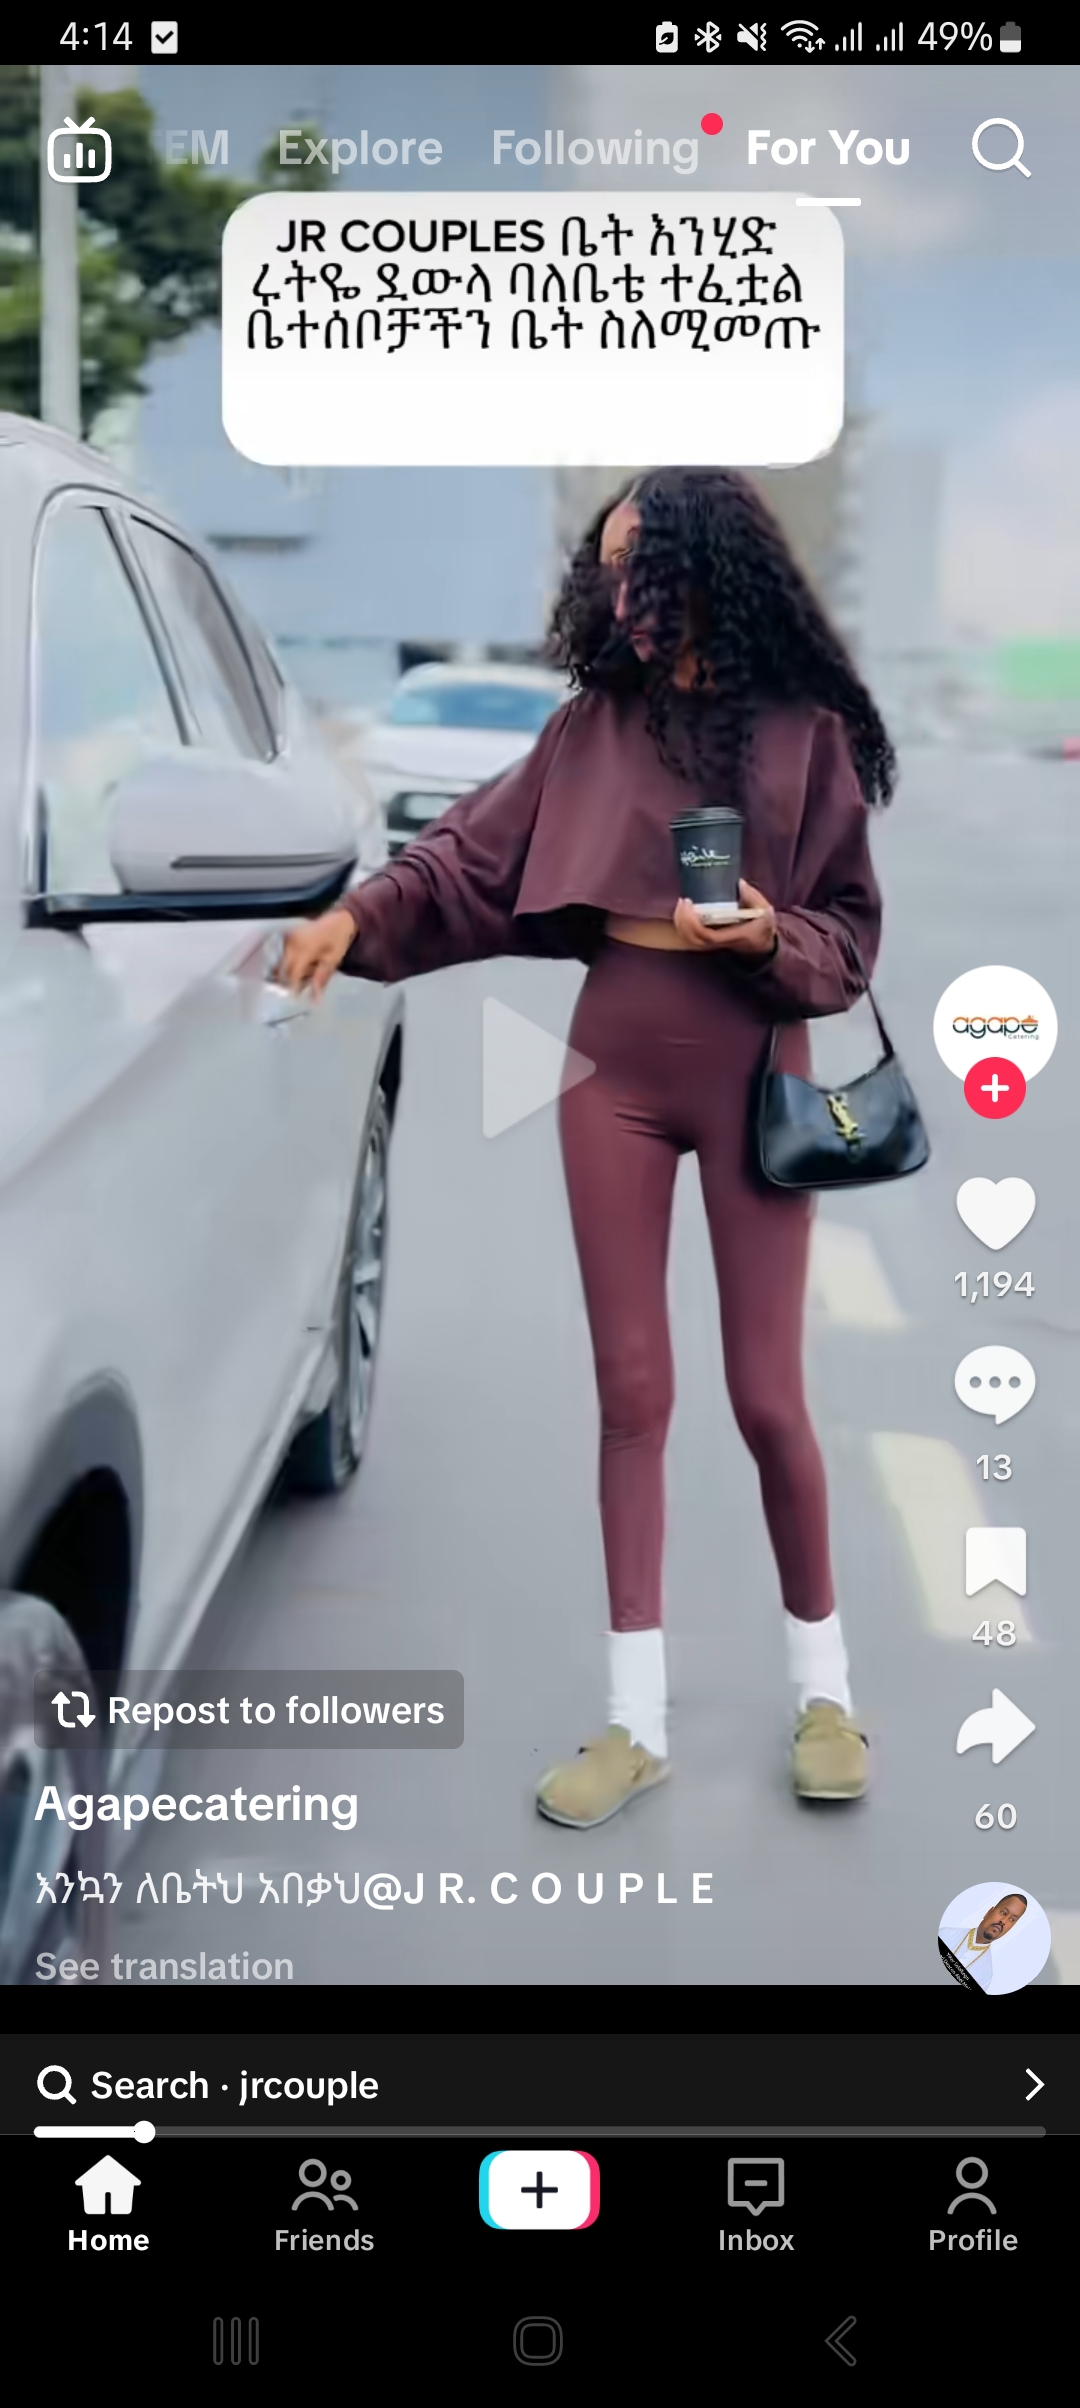 4:14
49%
EM Explore Following For You
JR COUPLES ቤት እንሂድ
ሩትዬ ደውላ ባለቤቴ ተፈቷል
ቤተሰቦቻችን ቤት ስለሚመጡ
agape
Catering
1,194
13
48
60
Repost to followers
Agapecatering
እንኳን ለቤትህ አበቃህ@J R. C O U P L E
See translation
Search · jrcouple
Home Friends Inbox Profile